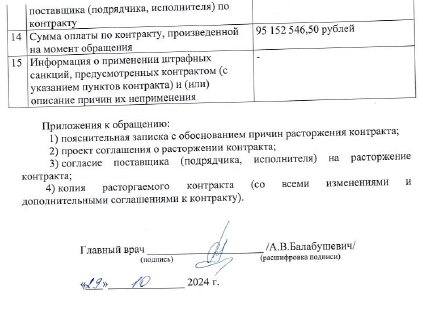 поставщика (подрядчика, исполнителя) по
контракту
14 Сумма оплаты по контракту, произведенной 95 152 546,50 рублей
на момент обращения
15 Информация о применении штрафных -
санкций, предусмотренных контрактом (с
указанием пунктов контракта) и (или)
описание причин их неприменения
Приложения к обращению:
1) пояснительная записка с обоснованием причин расторжения контракта;
2) проект соглашения о расторжении контракта;
3) согласие поставщика (подрядчика, исполнителя) на расторжение
контракта;
4) копия расторгаемого контракта (со всеми изменениями и
дополнительными соглашениями к контракту).
Главный врач /А.В.Балабушевич/
(подпись) (расшифровка подписи)
«29» 10 2024 г.